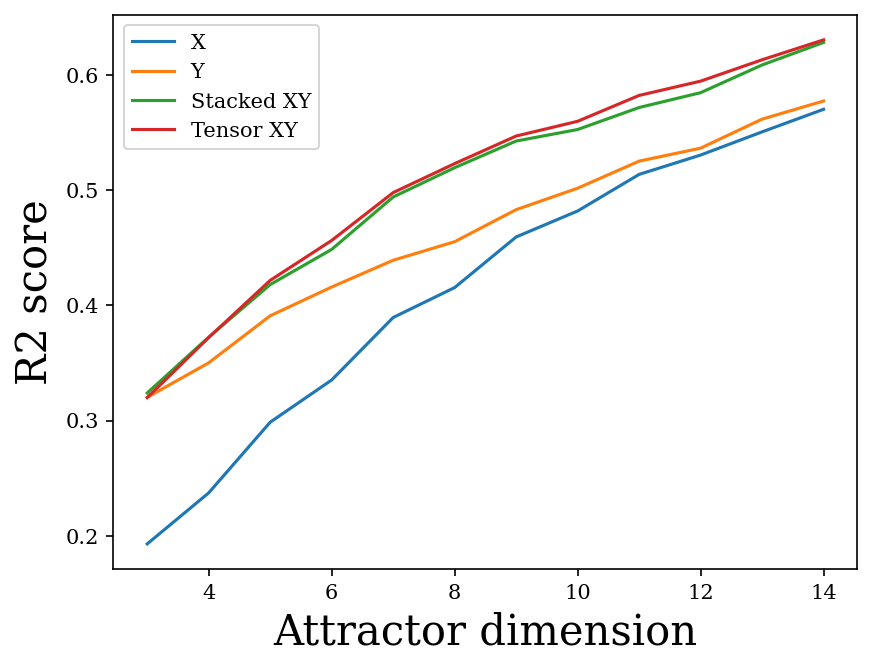 X
Y
Stacked XY
Tensor XY
R2 score
0.6
0.5
0.4
0.3
0.2
4 6 8 10 12 14
Attractor dimension